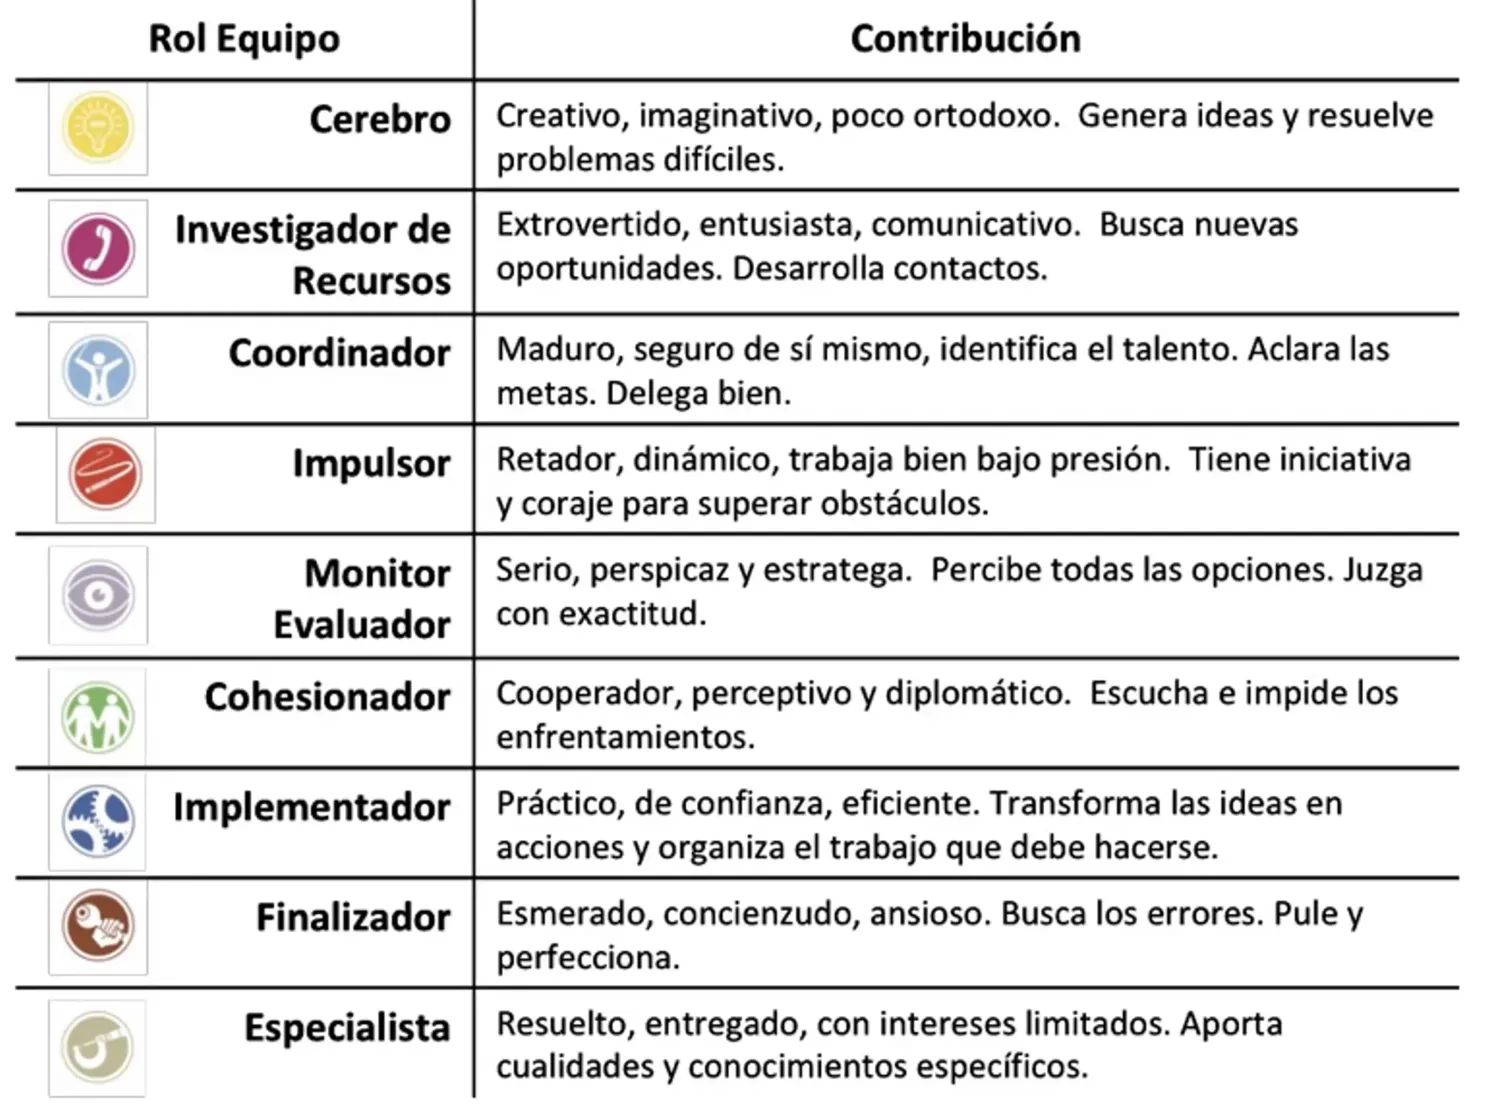 Rol Equipo
Contribución
Cerebro
Creativo, imaginativo, poco ortodoxo.  Genera ideas y resuelve
problemas difíciles.
Investigador de
Recursos
Extrovertido, entusiasta, comunicativo.  Busca nuevas
oportunidades. Desarrolla contactos.
Coordinador
Maduro, seguro de sí mismo, identifica el talento. Aclara las
metas. Delega bien.
Impulsor
Retador, dinámico, trabaja bien bajo presión.  Tiene iniciativa
y coraje para superar obstáculos.
Monitor
Evaluador
Serio, perspicaz y estratega.  Percibe todas las opciones. Juzga
con exactitud.
Cohesionador
Cooperador, perceptivo y diplomático.  Escucha e impide los
enfrentamientos.
Implementador
Práctico, de confianza, eficiente. Transforma las ideas en
acciones y organiza el trabajo que debe hacerse.
Finalizador
Esmerado, concienzudo, ansioso. Busca los errores. Pule y
perfecciona.
Especialista
Resuelto, entregado, con intereses limitados. Aporta
cualidades y conocimientos específicos.